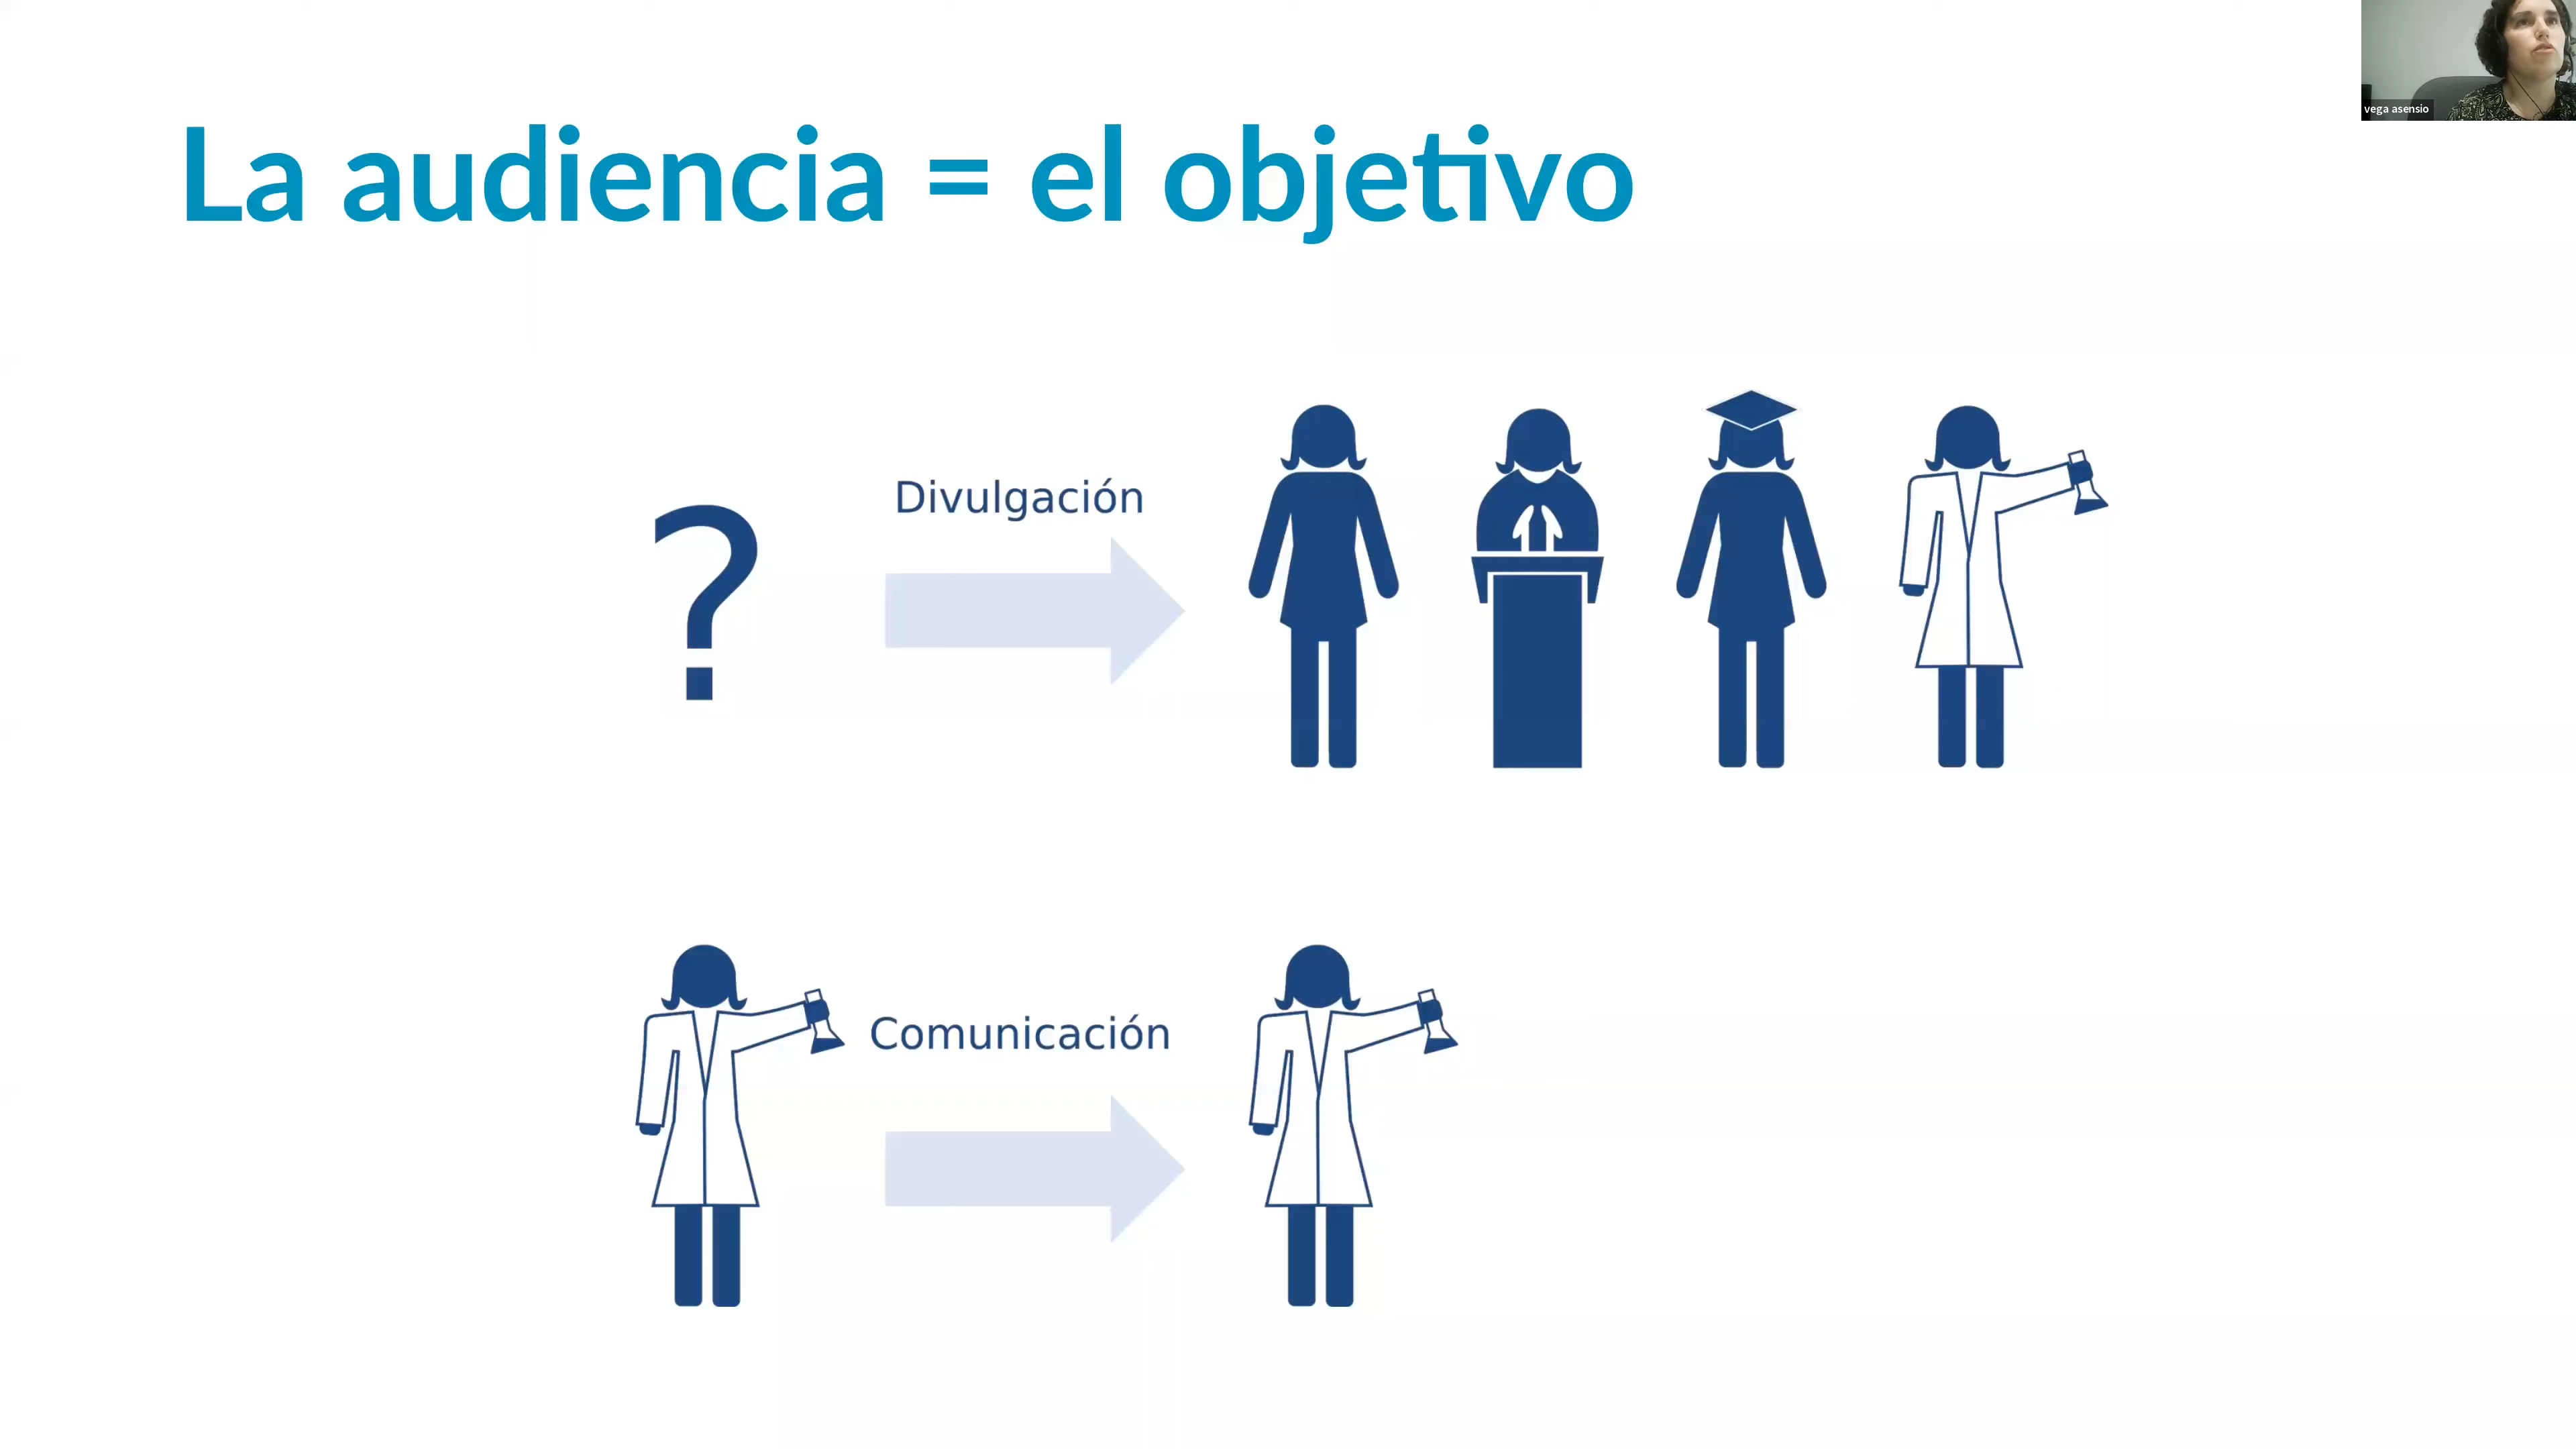 vega asensio
La audiencia = el objetivo
Divulgación
?
Comunicación